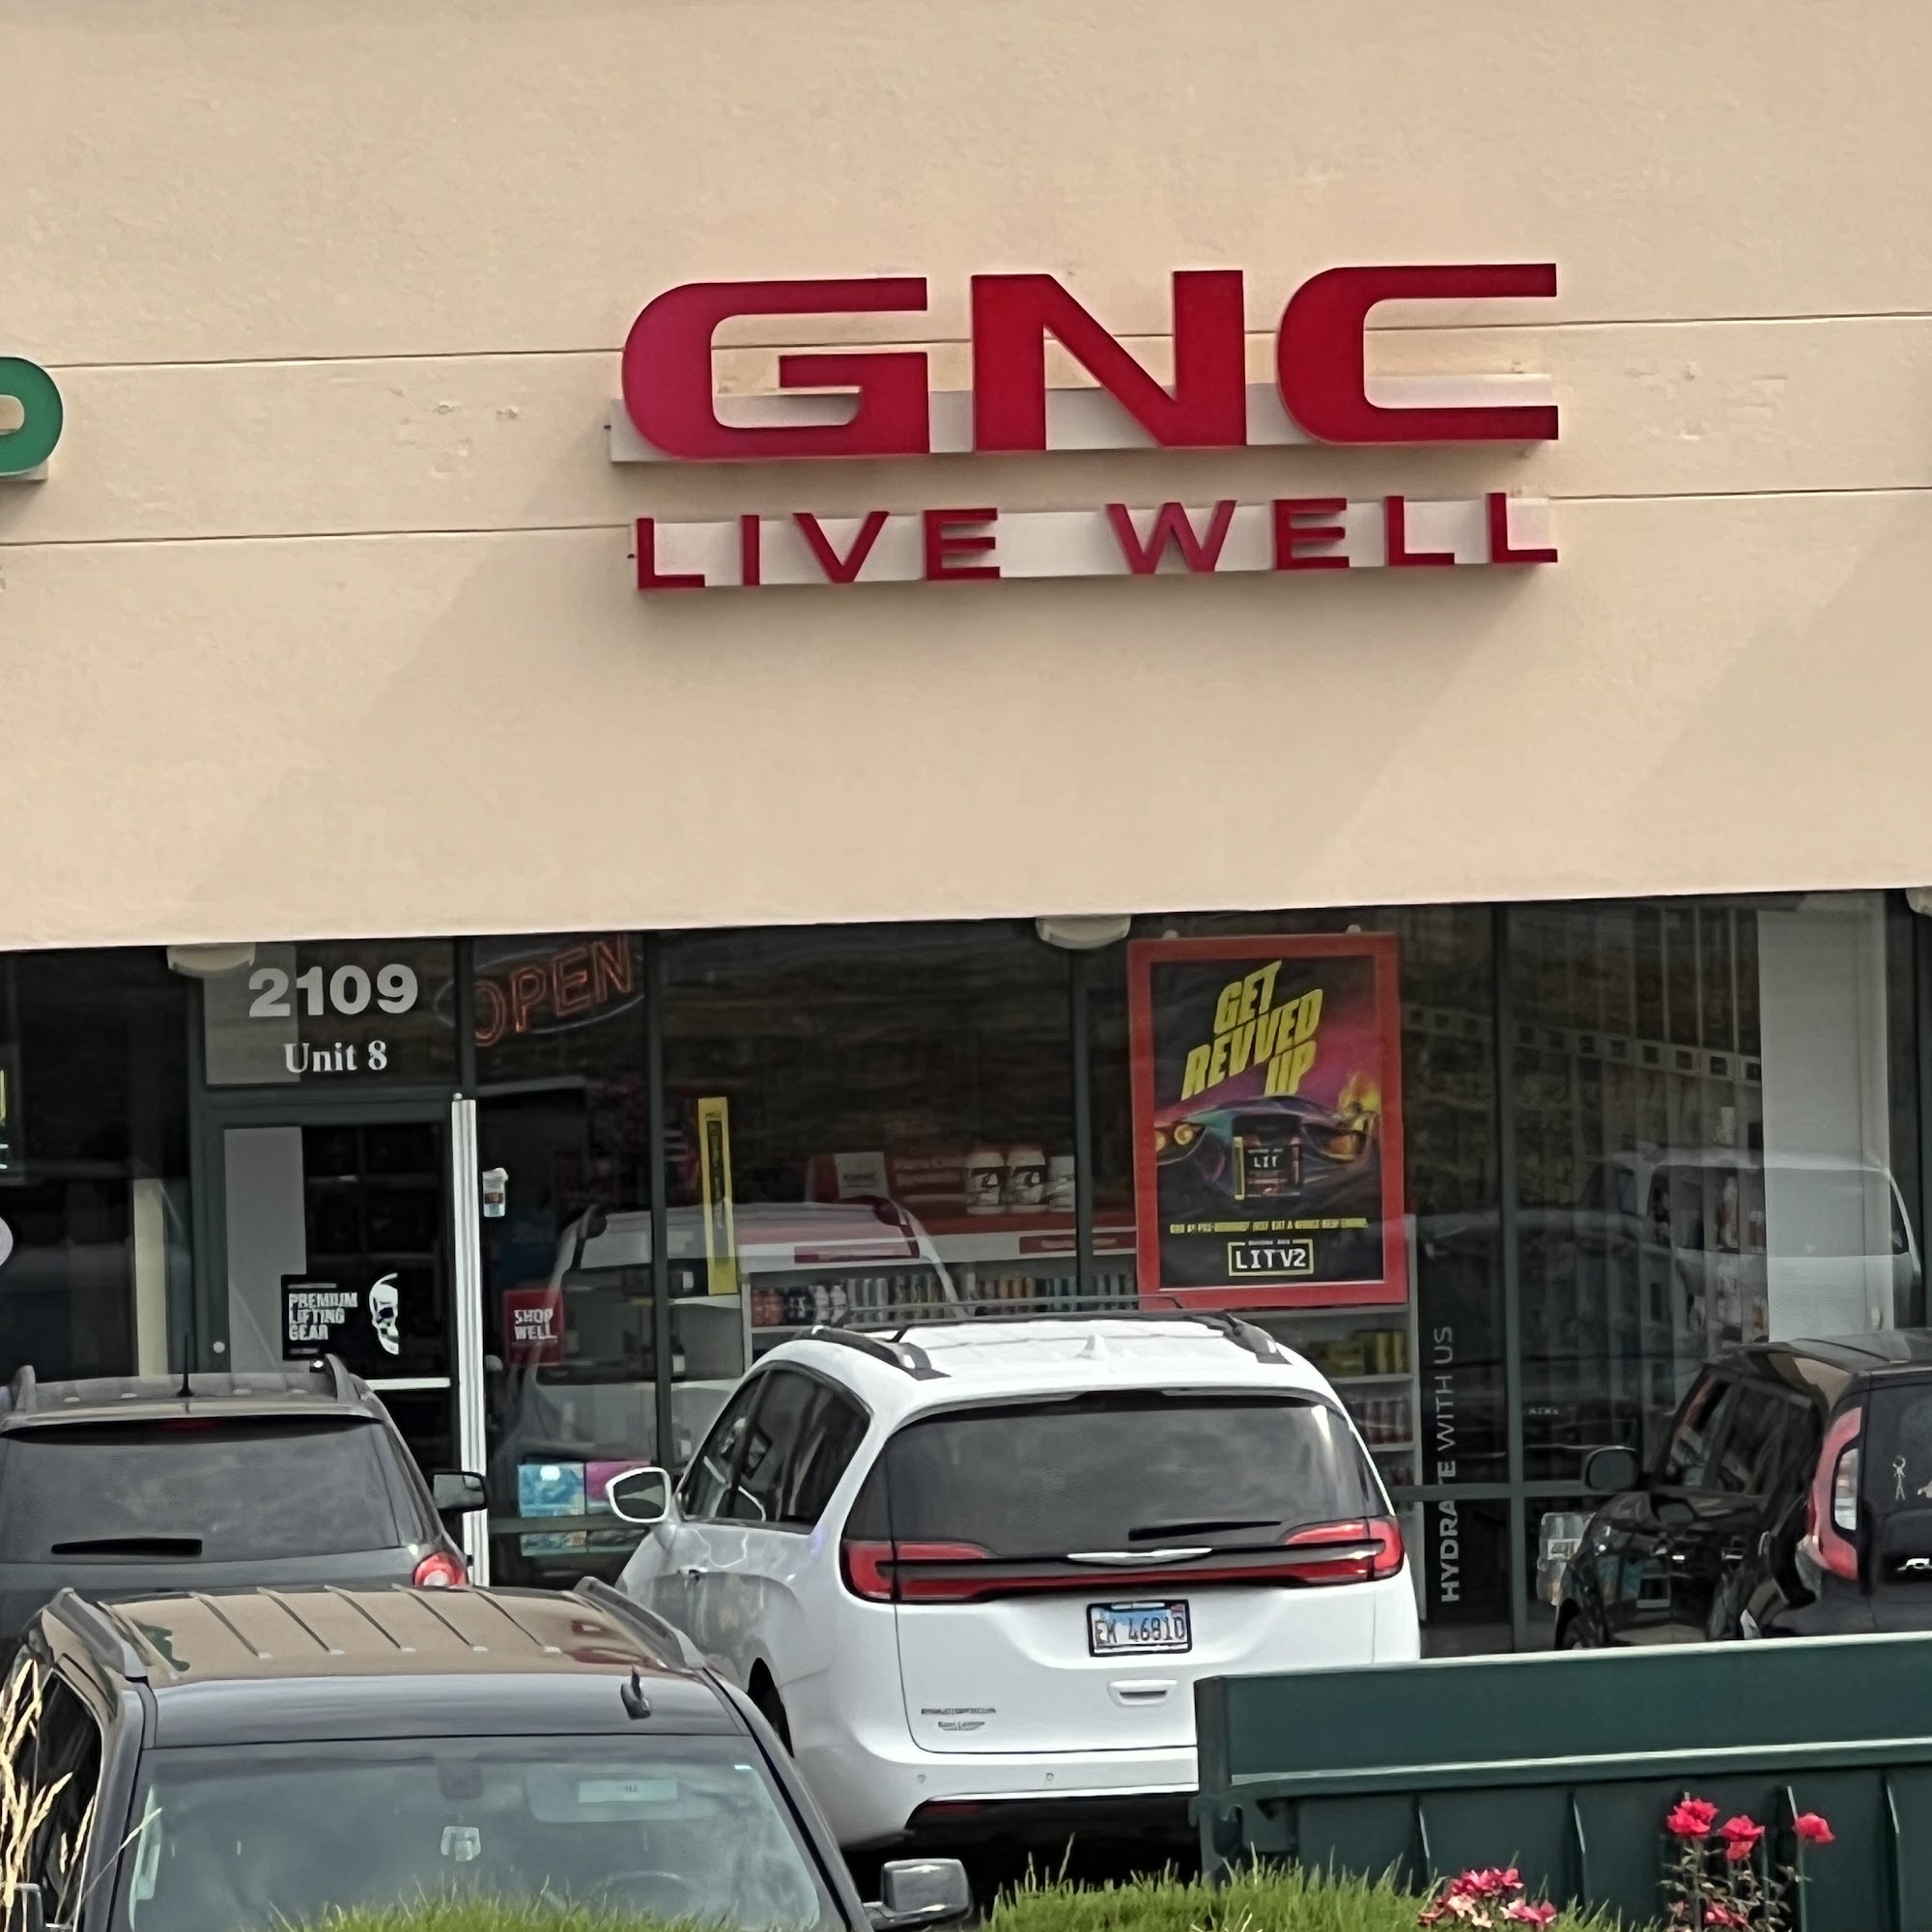 GNC
LIVE WELL
2109
Unit 8
OPEN
GET
REVVED
UP
LIT
LITV2
PREMIUM
LIFTING
GEAR
SHOP
WELL
HYDRATE WITH US
EM 46810